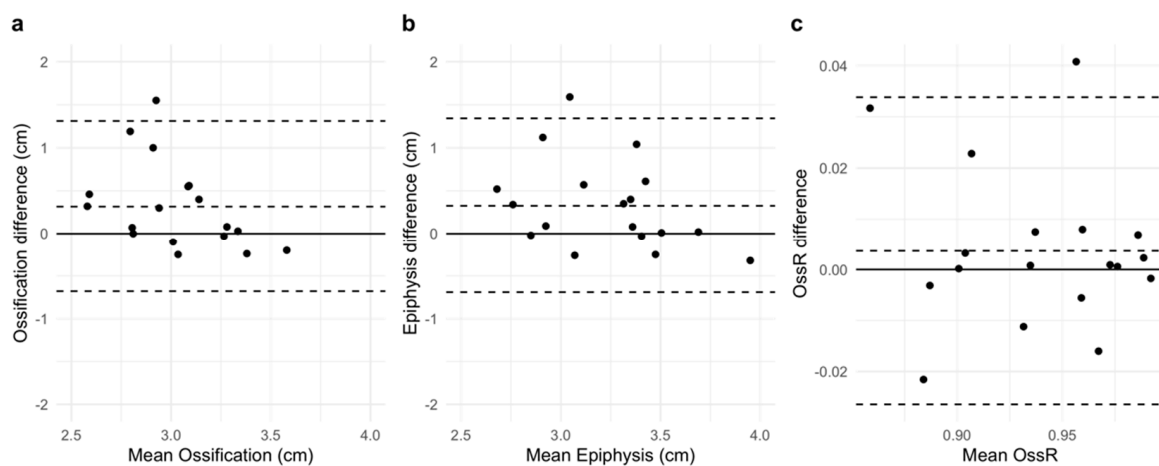 a
Ossification difference (cm)
2
1
0
-1
-2
2.5 3.0 3.5 4.0
Mean Ossification (cm)
b
Epiphysis difference (cm)
2
1
0
-1
-2
2.5 3.0 3.5 4.0
Mean Epiphysis (cm)
c
OssR difference
0.04
0.02
0.00
-0.02
0.90 0.95
Mean OssR